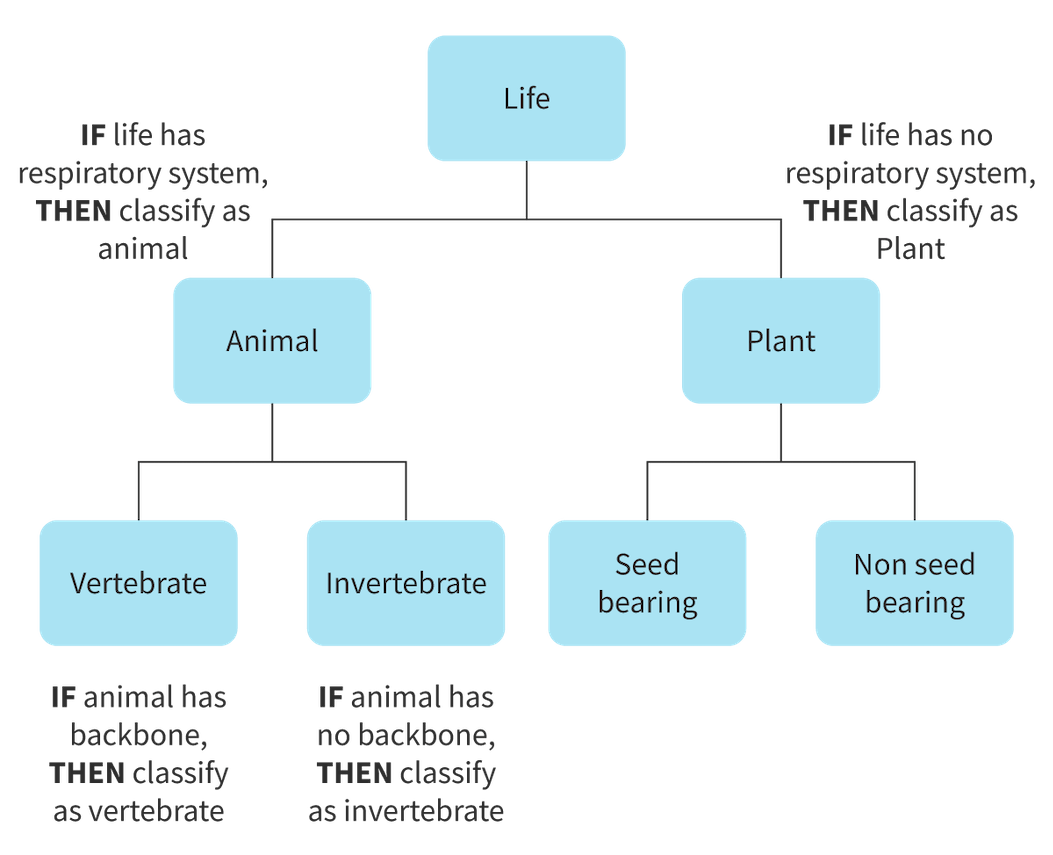 Life
IF life has
respiratory system,
THEN classify as
animal
IF life has no
respiratory system,
THEN classify as
Plant
Animal
Plant
Vertebrate
Invertebrate
Seed
bearing
Non seed
bearing
IF animal has
backbone,
THEN classify
as vertebrate
IF animal has
no backbone,
THEN classify
as invertebrate